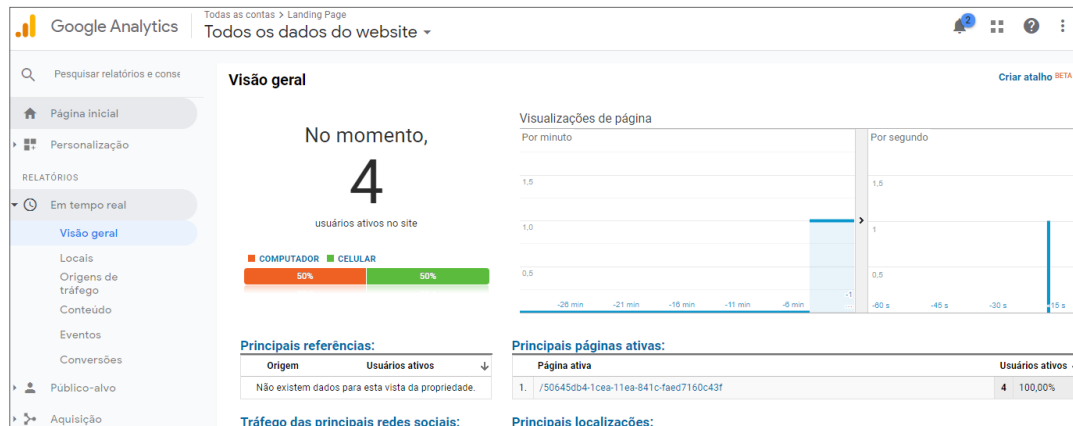 Todas as contas > Landing Page
Google Analytics
Todos os dados do website
2
Pesquisar relatórios e conse
Visão geral
Criar atalho BETA
Página inicial
Personalização
RELATÓRIOS
Em tempo real
Visão geral
Locais
Origens de
tráfego
Conteúdo
Eventos
Conversões
Público-alvo
Aquisição
No momento,
4
usuários ativos no site
COMPUTADOR CELULAR
50% 50%
Visualizações de página
Por minuto
1,5
1,0
0,5
-26 min -21 min -16 min -11 min -6 min
-1
Por segundo
1,5
1
0,5
-60 s -45 s -30 s -15 s
Principais referências:
Origem Usuários ativos
Não existem dados para esta vista da propriedade.
Principais páginas ativas:
Página ativa Usuários ativos
1. /50645db4-1cea-11ea-841c-faed7160c43f 4 100,00%
Tráfego das principais redes sociais:
Principais localizações: